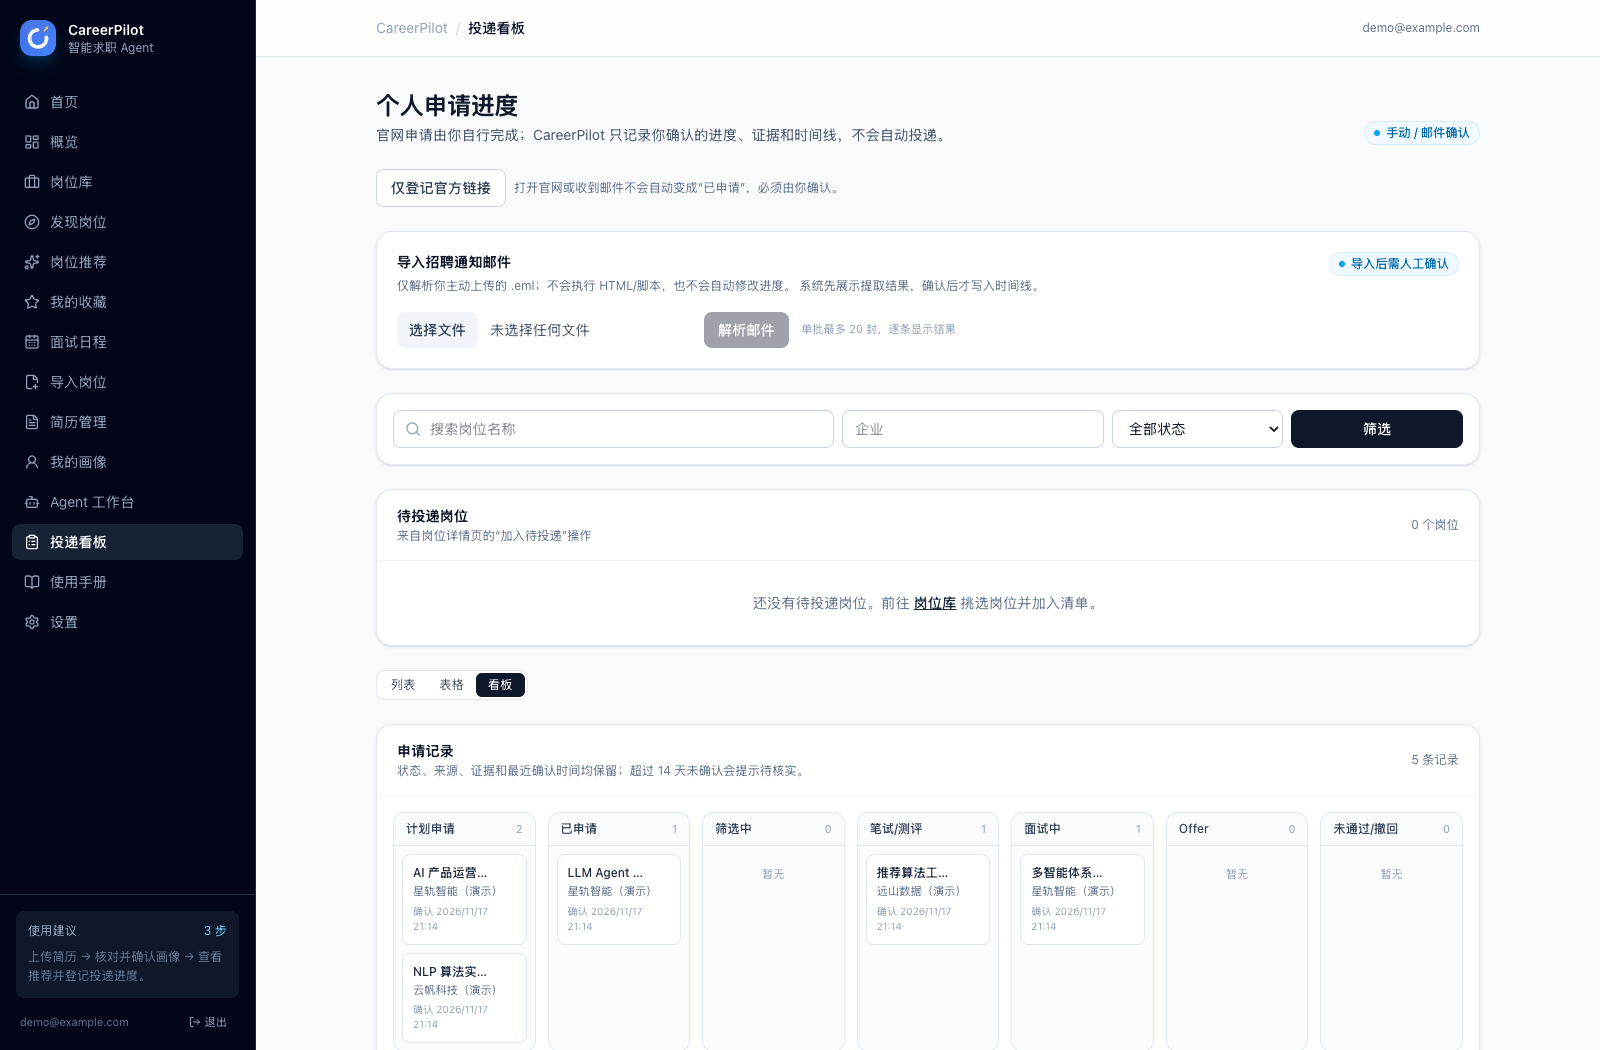 CareerPilot
智能求职 Agent
首页
概览
岗位库
发现岗位
岗位推荐
我的收藏
面试日程
导入岗位
简历管理
我的画像
Agent 工作台
投递看板
使用手册
设置
使用建议 3 步
上传简历 → 核对并确认画像 → 查看
推荐并登记投递进度。
demo@example.com 退出
CareerPilot / 投递看板 demo@example.com
个人申请进度
官网申请由你自行完成；CareerPilot 只记录你确认的进度、证据和时间线，不会自动投递。
手动 / 邮件确认
仅登记官方链接 打开官网或收到邮件不会自动变成“已申请”，必须由你确认。
导入招聘通知邮件
导入后需人工确认
仅解析你主动上传的 .eml；不会执行 HTML/脚本，也不会自动修改进度。 系统先展示提取结果，确认后才写入时间线。
选择文件 未选择任何文件 解析邮件 单批最多 20 封，逐条显示结果
搜索岗位名称 企业 全部状态 筛选
待投递岗位
来自岗位详情页的“加入待投递”操作
0 个岗位
还没有待投递岗位。前往 岗位库 挑选岗位并加入清单。
列表 表格 看板
申请记录
状态、来源、证据和最近确认时间均保留；超过 14 天未确认会提示待核实。
5 条记录
计划申请 2
AI 产品运营...
星轨智能（演示）
确认 2026/11/17
21:14
NLP 算法实...
云帆科技（演示）
确认 2026/11/17
21:14
已申请 1
LLM Agent ...
星轨智能（演示）
确认 2026/11/17
21:14
筛选中 0
暂无
笔试/测评 1
推荐算法工...
远山数据（演示）
确认 2026/11/17
21:14
面试中 1
多智能体系...
星轨智能（演示）
确认 2026/11/17
21:14
Offer 0
暂无
未通过/撤回 0
暂无